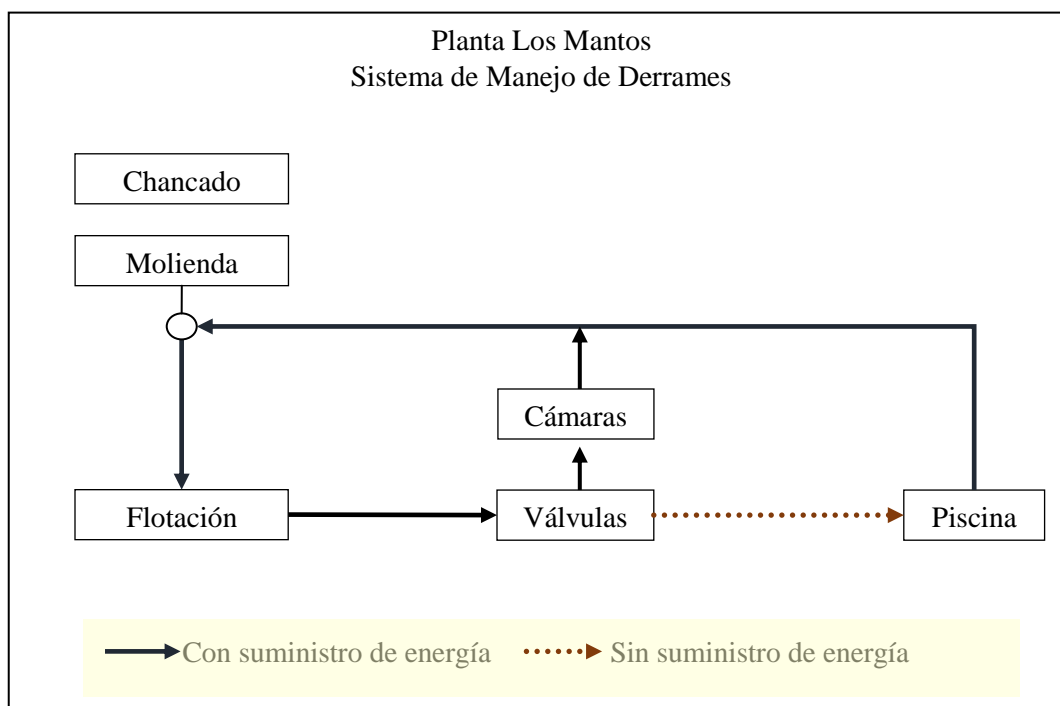 Planta Los Mantos
Sistema de Manejo de Derrames
Chancado
Molienda
Cámaras
Flotación
Válvulas
Piscina
Con suministro de energía
Sin suministro de energía